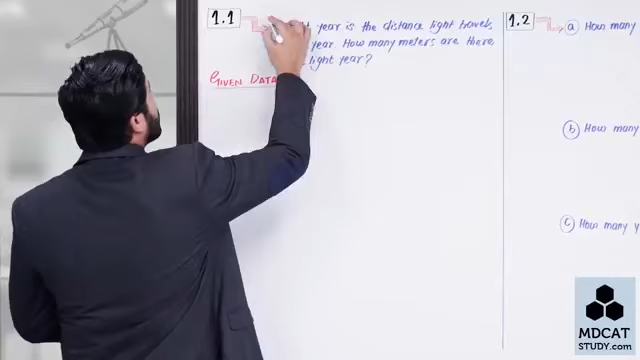 1.1
year is the distance light travels
year. How many meters are there
light year?
GIVEN DATA
1.2
a How many
b How many
c How many y
MDCAT
STUDY.com